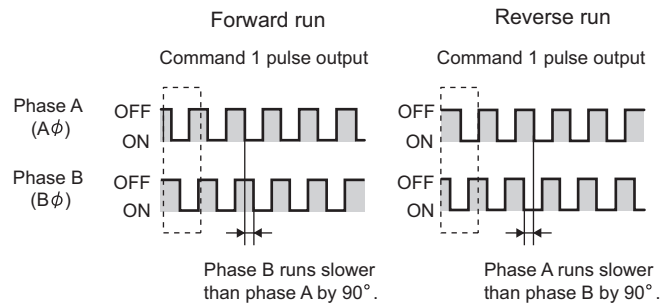 Forward run
Reverse run
Command 1 pulse output
Command 1 pulse output
Phase A
(Aϕ)
OFF
ON
OFF
ON
Phase B
(Bϕ)
OFF
ON
OFF
ON
Phase B runs slower
than phase A by 90°.
Phase A runs slower
than phase B by 90°.